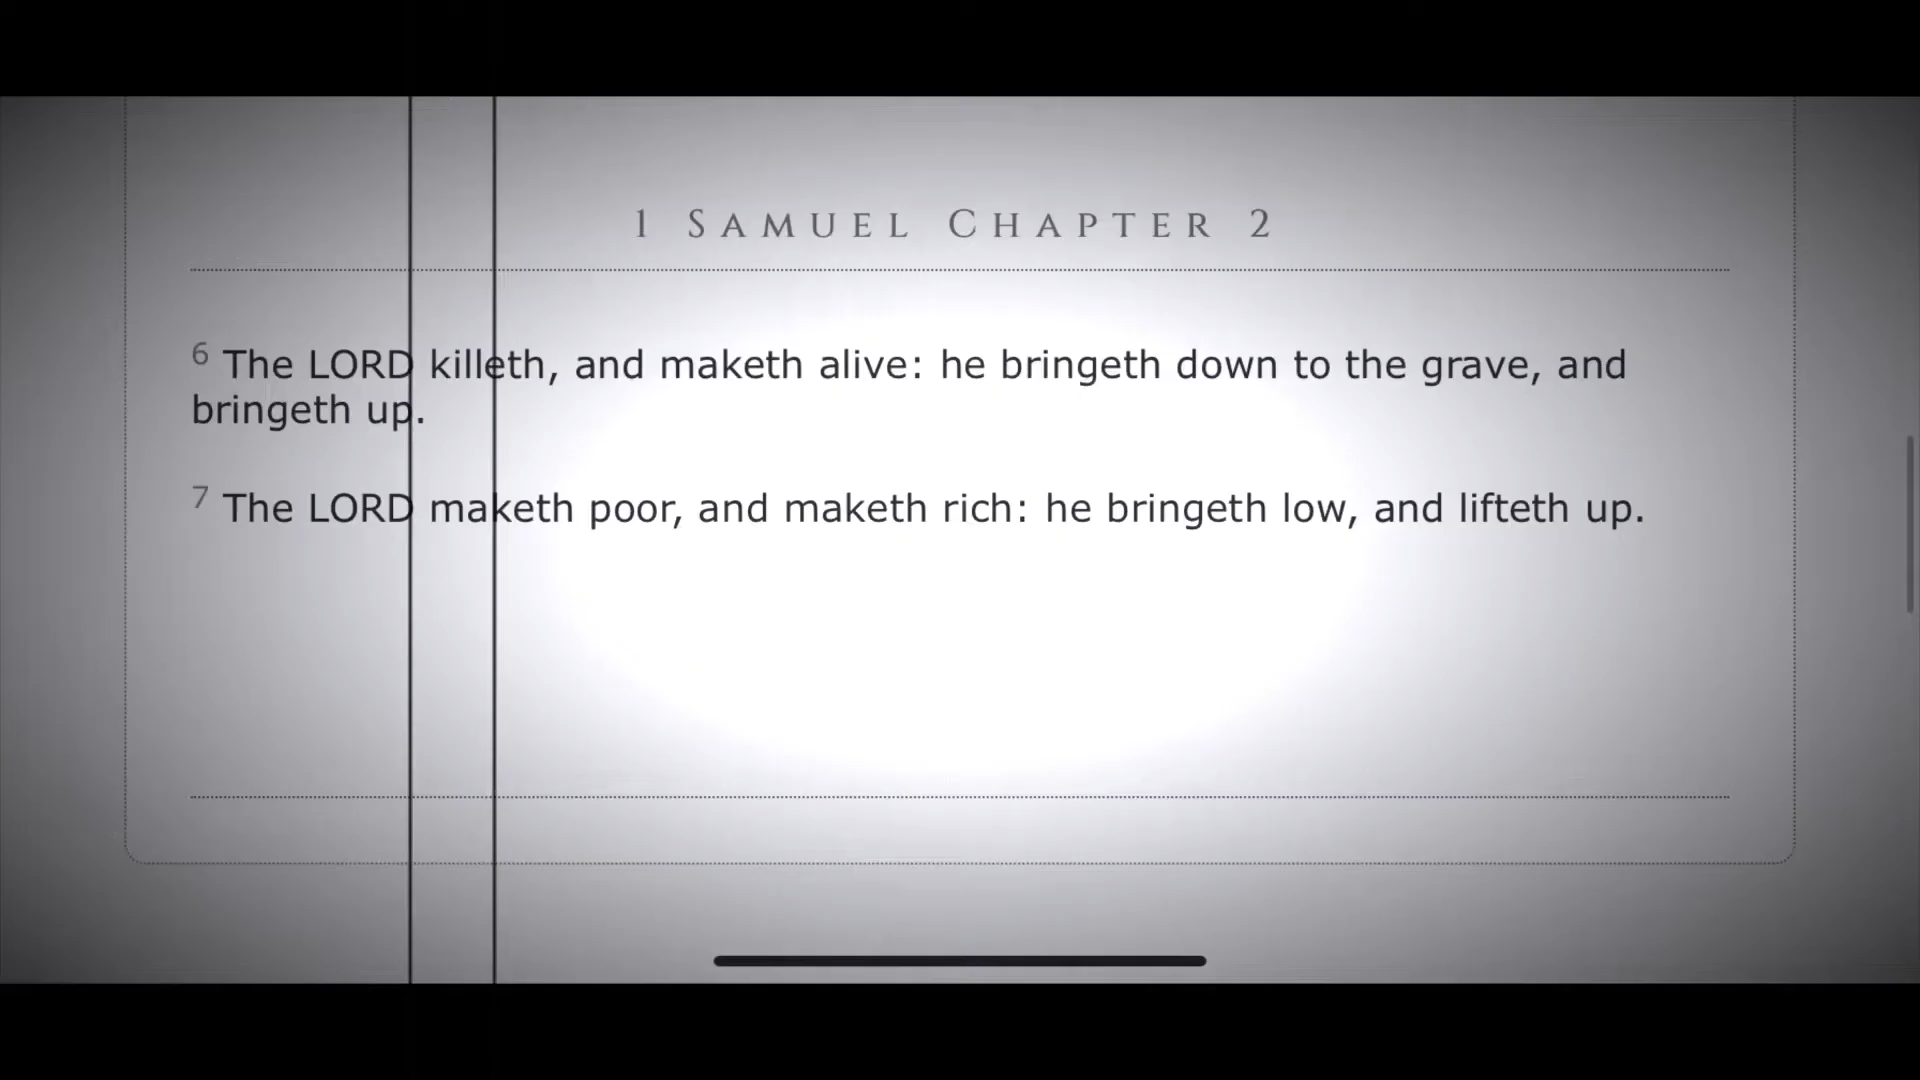 1 Samuel Chapter 2
6 The LORD killeth, and maketh alive: he bringeth down to the grave, and
bringeth up.
7 The LORD maketh poor, and maketh rich: he bringeth low, and lifteth up.